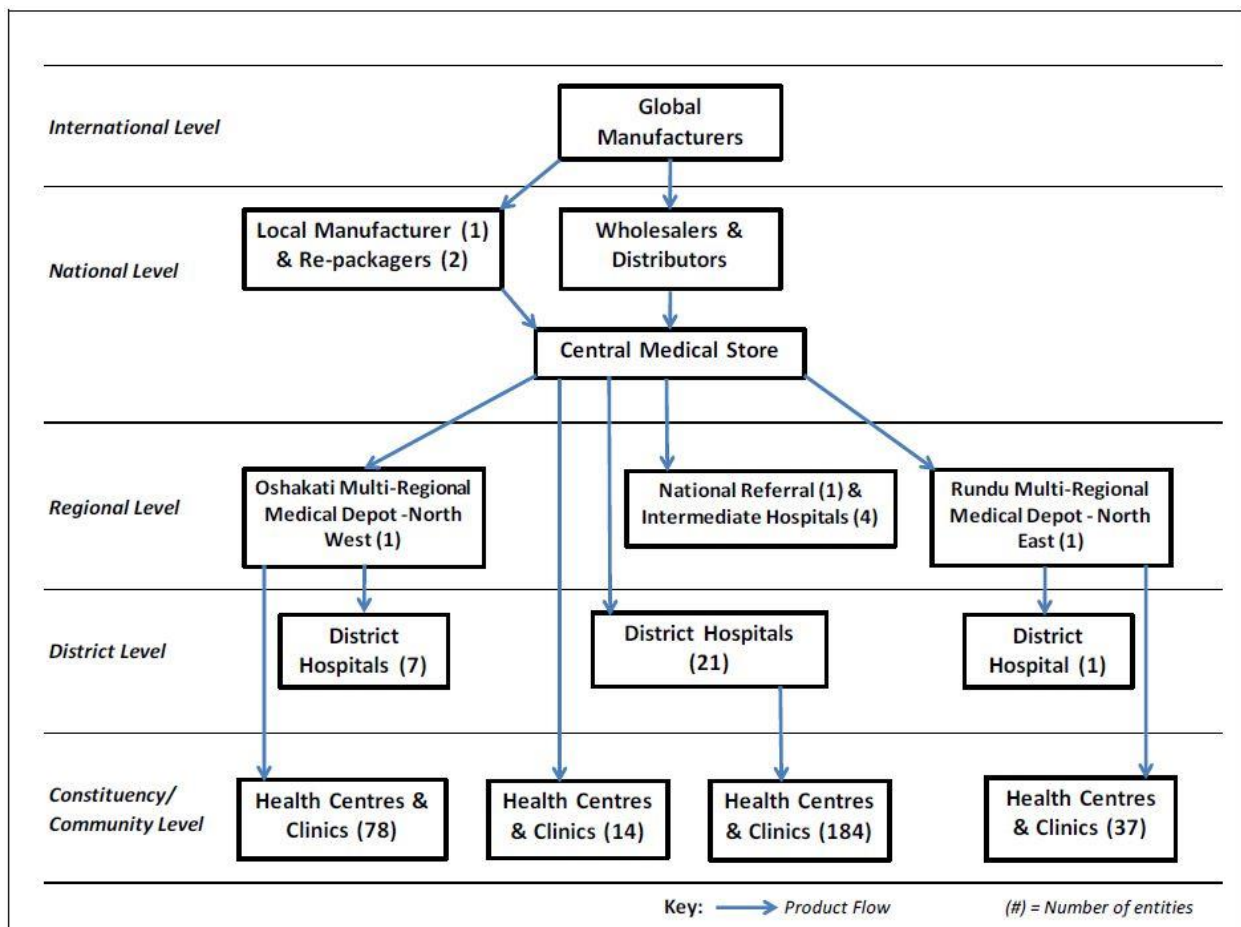 International Level
Global
Manufacturers
National Level
Local Manufacturer (1)
& Re-packagers (2)
Wholesalers &
Distributors
Central Medical Store
Regional Level
Oshakati Multi-Regional
Medical Depot -North
West (1)
National Referral (1) &
Intermediate Hospitals (4)
Rundu Multi-Regional
Medical Depot - North
East (1)
District Level
District
Hospitals (7)
District Hospitals
(21)
District
Hospital (1)
Constituency/
Community Level
Health Centres &
Clinics (78)
Health Centres
& Clinics (14)
Health Centres
& Clinics (184)
Health Centres
& Clinics (37)
Key: Product Flow
(#) = Number of entities